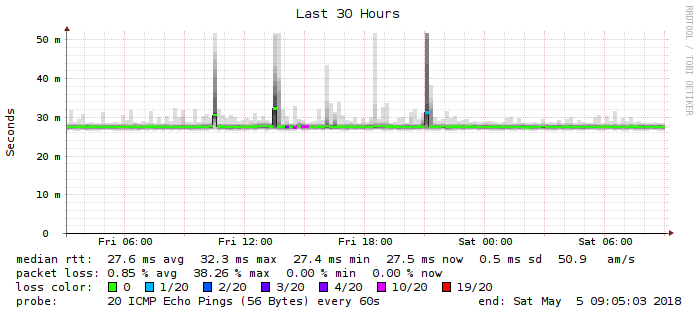 Last 30 Hours
RRDTOOL / TOBI OETIKER
Seconds
50 m
40 m
30 m
20 m
10 m
0
Fri 06:00 Fri 12:00 Fri 18:00 Sat 00:00 Sat 06:00
median rtt: 27.6 ms avg 32.3 ms max 27.4 ms min 27.5 ms now 0.5 ms sd 50.9 am/s
packet loss: 0.85 % avg 38.26 % max 0.00 % min 0.00 % now
loss color: 0 1/20 2/20 3/20 4/20 10/20 19/20
probe: 20 ICMP Echo Pings (56 Bytes) every 60s end: Sat May 5 09:05:03 2018